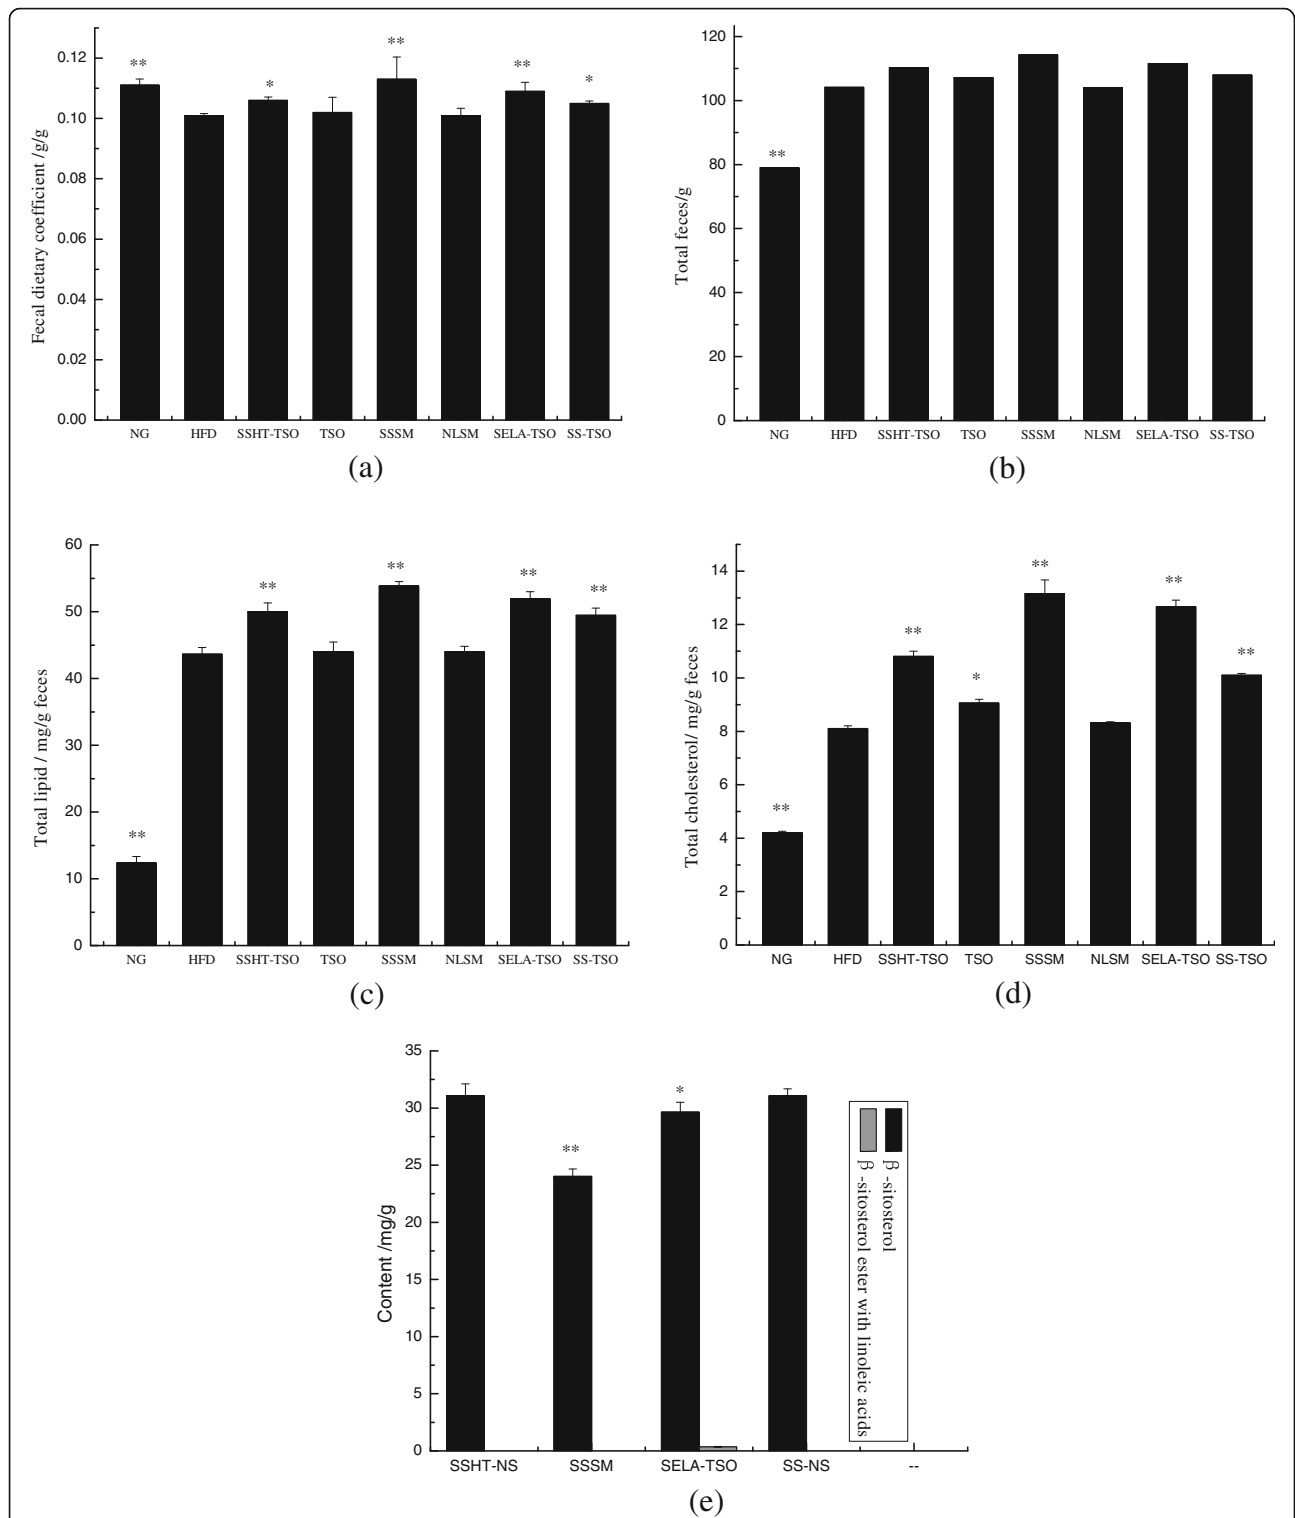 0.12
0.10
0.08
0.06
0.04
0.02
0.00
Fecal dietary coefficient /g/g
** * ** ** *
NG HFD SSHT-TSO TSO SSSM NLSM SELA-TSO SS-TSO
(a)
120
100
80
60
40
20
0
Total feces/g
**
NG HFD SSHT-TSO TSO SSSM NLSM SELA-TSO SS-TSO
(b)
60
50
40
30
20
10
0
Total lipid / mg/g feces
** ** ** ** **
NG HFD SSHT-TSO TSO SSSM NLSM SELA-TSO SS-TSO
(c)
14
12
10
8
6
4
2
0
Total cholesterol/ mg/g feces
** ** * ** ** **
NG HFD SSHT-TSO TSO SSSM NLSM SELA-TSO SS-TSO
(d)
35
30
25
20
15
10
5
0
Content /mg/g
** *
β -sitosterol
β -sitosterol ester with linoleic acids
SSHT-NS SSSM SELA-TSO SS-NS --
(e)